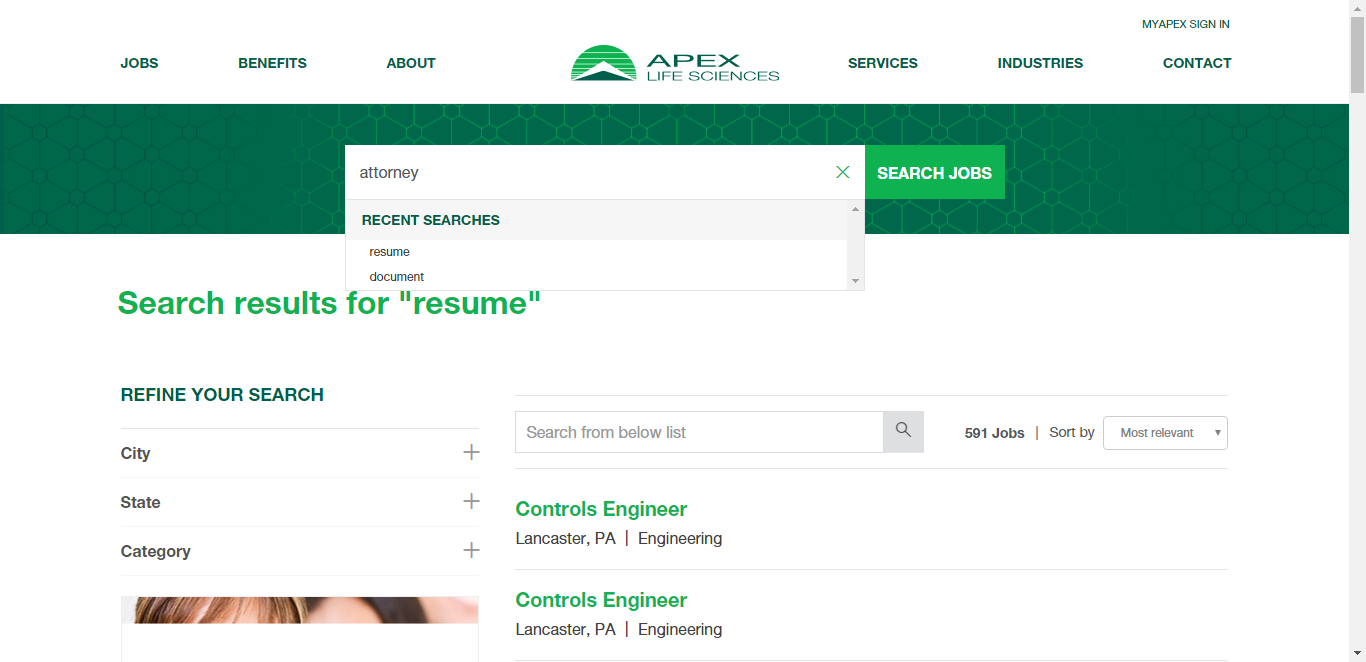 MYAPEX SIGN IN
JOBS
BENEFITS
ABOUT
APEX
LIFE SCIENCES
SERVICES
INDUSTRIES
CONTACT
attorney
SEARCH JOBS
RECENT SEARCHES
resume
document
Search results for "resume"
REFINE YOUR SEARCH
City
State
Category
Search from below list
591 Jobs | Sort by
Most relevant
Controls Engineer
Lancaster, PA | Engineering
Controls Engineer
Lancaster, PA | Engineering